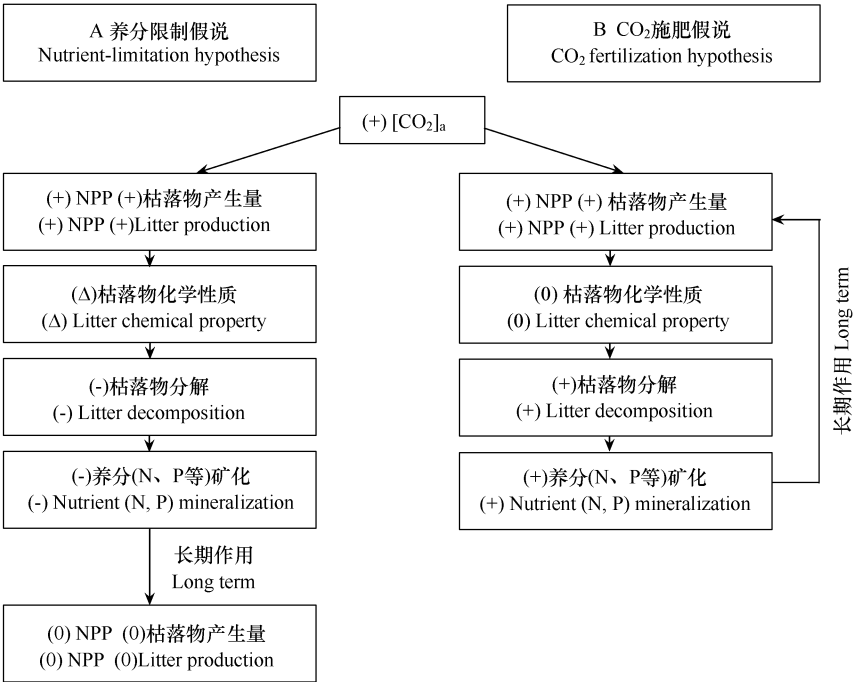 A 养分限制假说
Nutrient-limitation hypothesis
B CO2施肥假说
CO2 fertilization hypothesis
(+) [CO2]a
(+) NPP (+)枯落物产生量
(+) NPP (+)Litter production
(Δ)枯落物化学性质
(Δ) Litter chemical property
(-)枯落物分解
(-) Litter decomposition
(-)养分(N、P等)矿化
(-) Nutrient (N, P) mineralization
长期作用
Long term
(0) NPP (0)枯落物产生量
(0) NPP (0)Litter production
(+) NPP (+) 枯落物产生量
(+) NPP (+) Litter production
(0) 枯落物化学性质
(0) Litter chemical property
(+)枯落物分解
(+) Litter decomposition
(+)养分(N、P等)矿化
(+) Nutrient (N, P) mineralization
长期作用 Long term